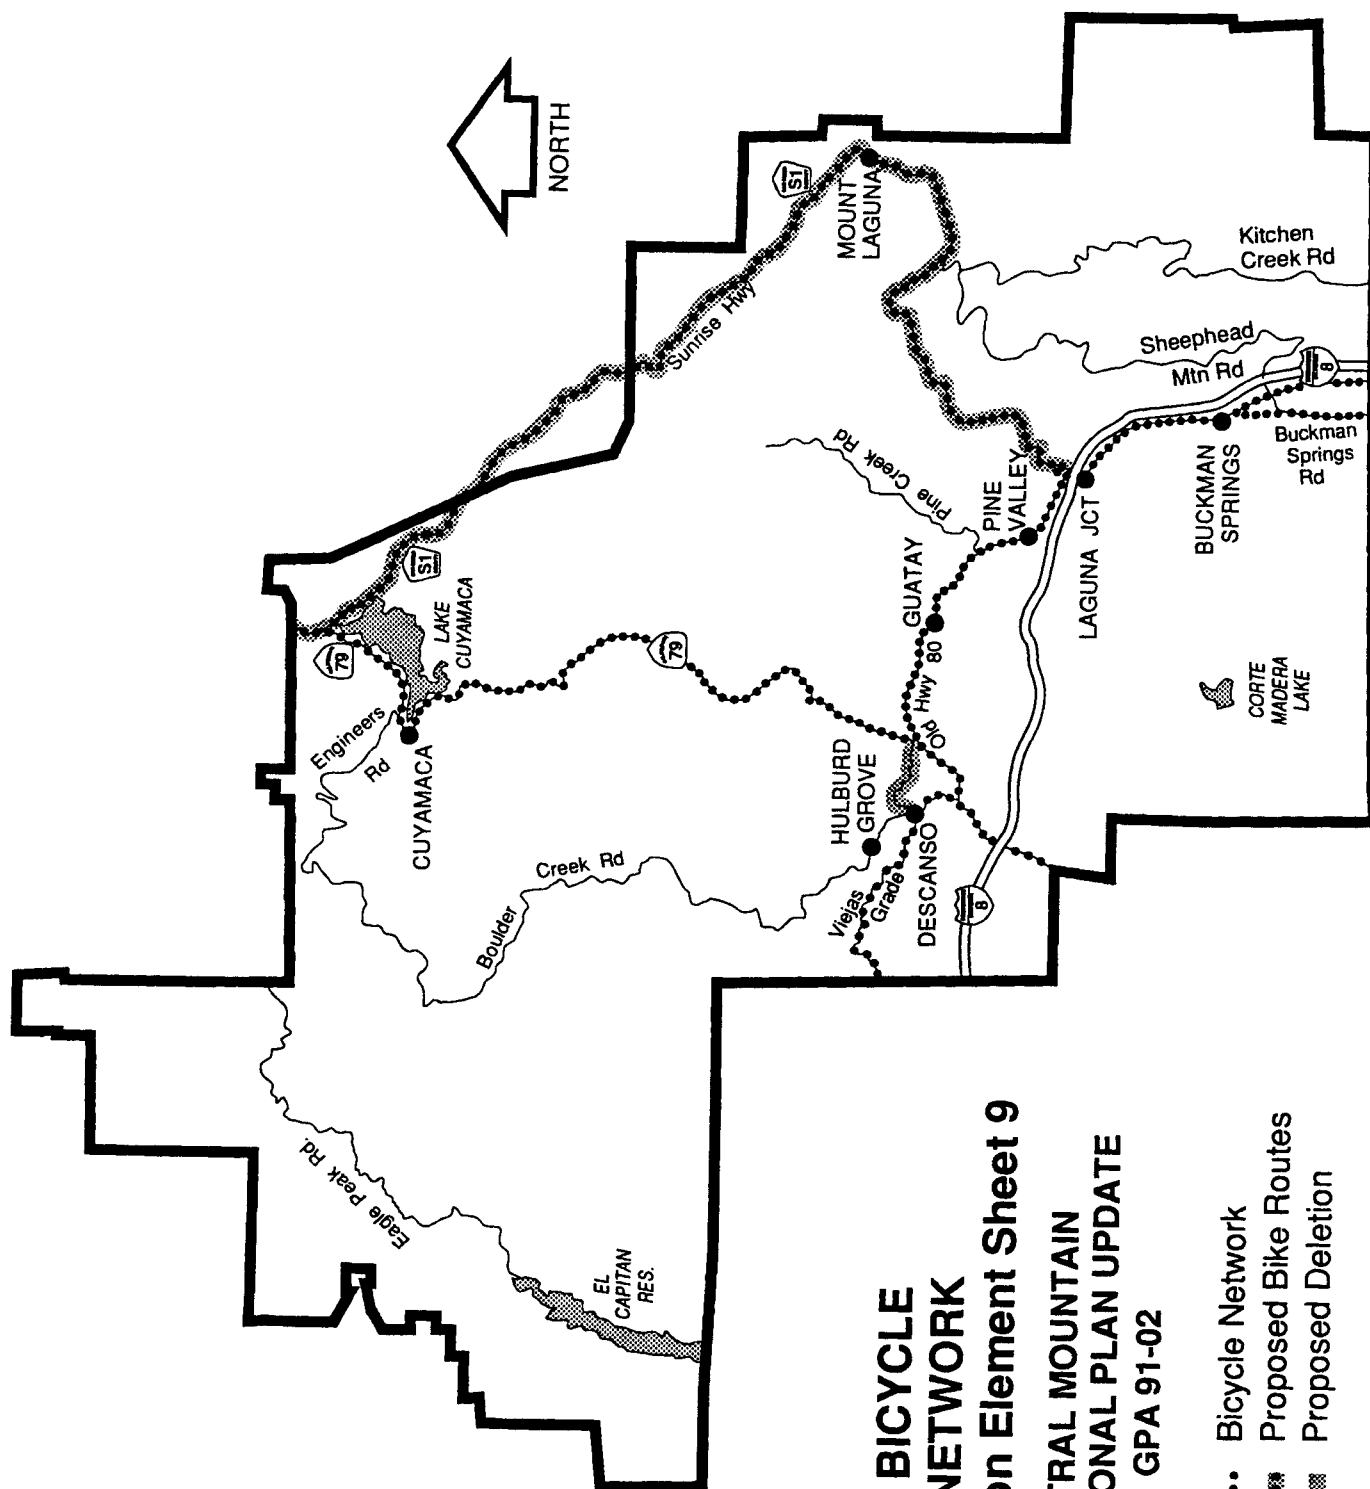 NORTH
S1
MOUNT
LAGUNA
Kitchen
Creek Rd
Sunrise Hwy
Sheephead
Mtn Rd
8
Buckman
Springs
Rd
BUCKMAN
SPRINGS
Pine Creek Rd
PINE
VALLEY
LAGUNA JCT
GUATAY
S1
LAKE
CUYAMACA
79
79
Old Hwy 80
CORTE
MADERA
LAKE
Engineers
Rd
CUYAMACA
HULBURD
GROVE
DESCANSO
Viejas
Grade
8
Boulder
Creek Rd
Eagle Peak Rd.
EL
CAPITAN
RES.
BICYCLE
NETWORK
on Element Sheet 9
TRAL MOUNTAIN
ONAL PLAN UPDATE
GPA 91-02
Bicycle Network
Proposed Bike Routes
Proposed Deletion